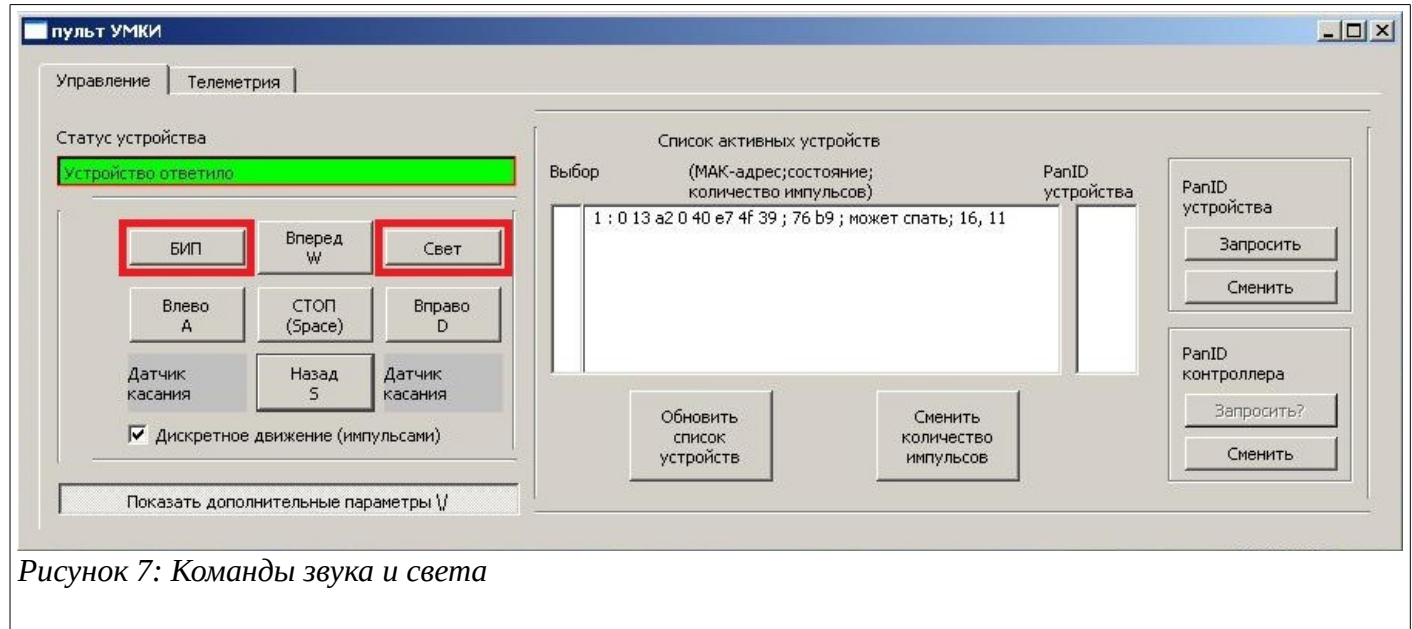 пульт УМКИ
Управление
Телеметрия
Статус устройства
Устройство ответило
БИП
Вперед
W
Свет
Влево
A
СТОП
(Space)
Вправо
D
Датчик
касания
Назад
S
Датчик
касания
Дискретное движение (импульсами)
Показать дополнительные параметры \/
Список активных устройств
Выбор
(МАК-адрес;состояние;
количество импульсов)
PanID
устройства
1 : 0 13 a2 0 40 e7 4f 39 ; 76 b9 ; может спать; 16, 11
Обновить
список
устройств
Сменить
количество
импульсов
PanID
устройства
Запросить
Сменить
PanID
контроллера
Запросить?
Сменить
Рисунок 7: Команды звука и света